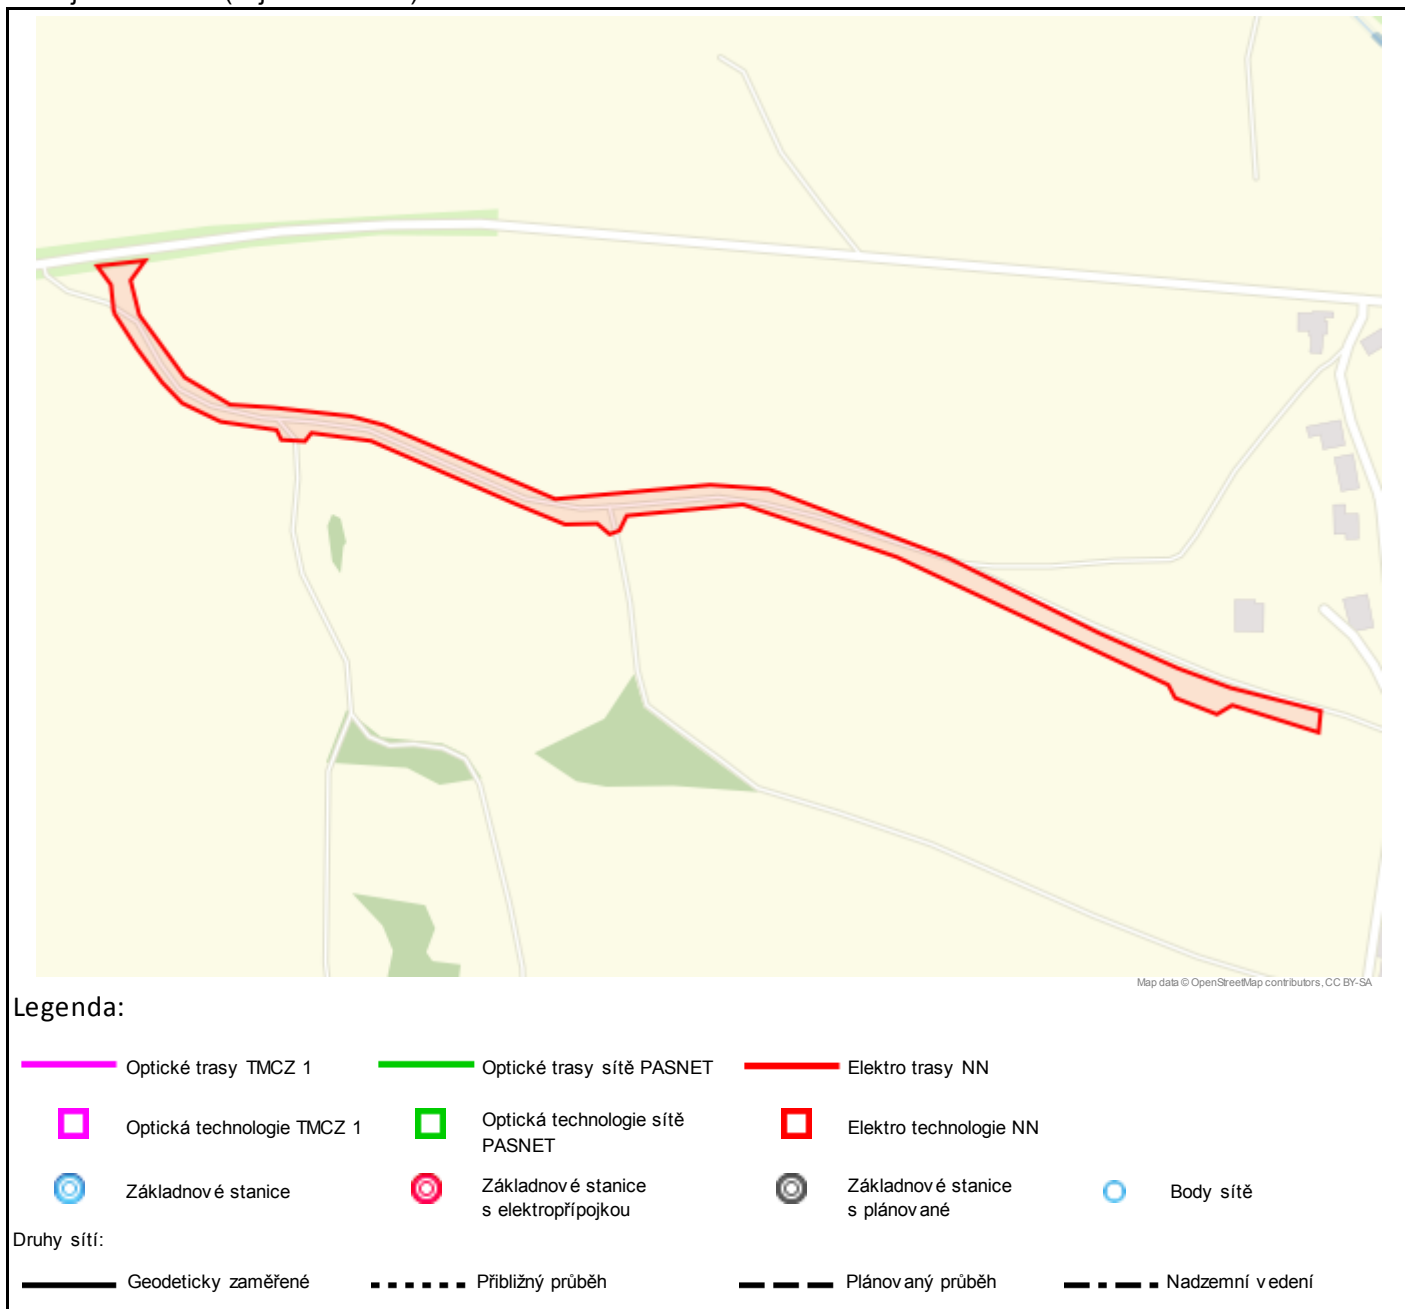 Map data © OpenStreetMap contributors, CC BY-SA
Legenda:
Optické trasy TMCZ 1
Optické trasy sítě PASNET
Elektro trasy NN
Optická technologie TMCZ 1
Optická technologie sítě
PASNET
Elektro technologie NN
Základnové stanice
Základnové stanice
s elektropřípojkou
Základnové stanice
s plánované
Body sítě
Druhy sítí:
Geodeticky zaměřené
Přibližný průběh
Plánovaný průběh
Nadzemní vedení